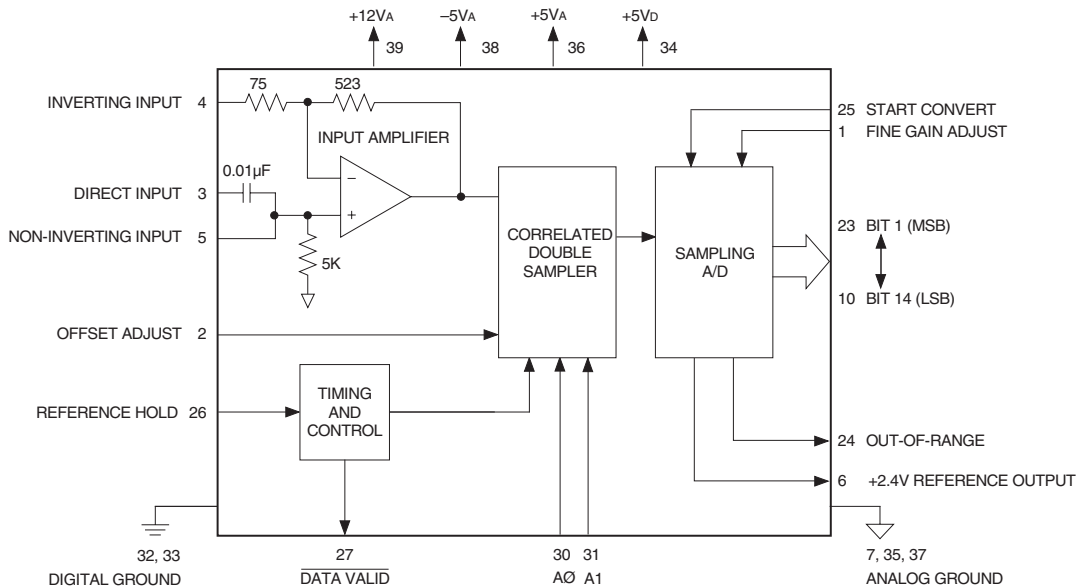 +12VA –5VA +5VA +5VD
39 38 36 34
75 523
INVERTING INPUT 4
INPUT AMPLIFIER
25 START CONVERT
1 FINE GAIN ADJUST
0.01µF
DIRECT INPUT 3
−
+
NON-INVERTING INPUT 5
5K
CORRELATED
DOUBLE
SAMPLER
SAMPLING
A/D
23 BIT 1 (MSB)
10 BIT 14 (LSB)
OFFSET ADJUST 2
REFERENCE HOLD 26
TIMING
AND
CONTROL
24 OUT-OF-RANGE
6 +2.4V REFERENCE OUTPUT
32, 33
DIGITAL GROUND
27
DATA VALID
30 31
AØ A1
7, 35, 37
ANALOG GROUND